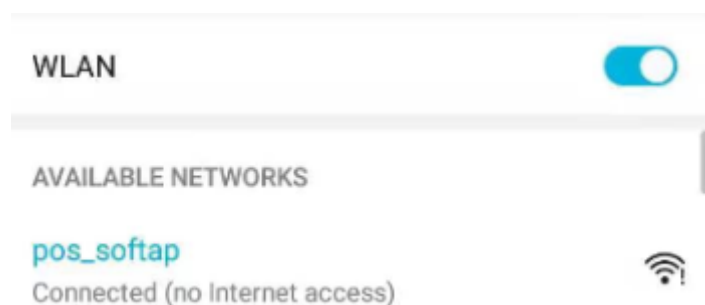 WLAN
AVAILABLE NETWORKS
pos_softap
Connected (no Internet access)